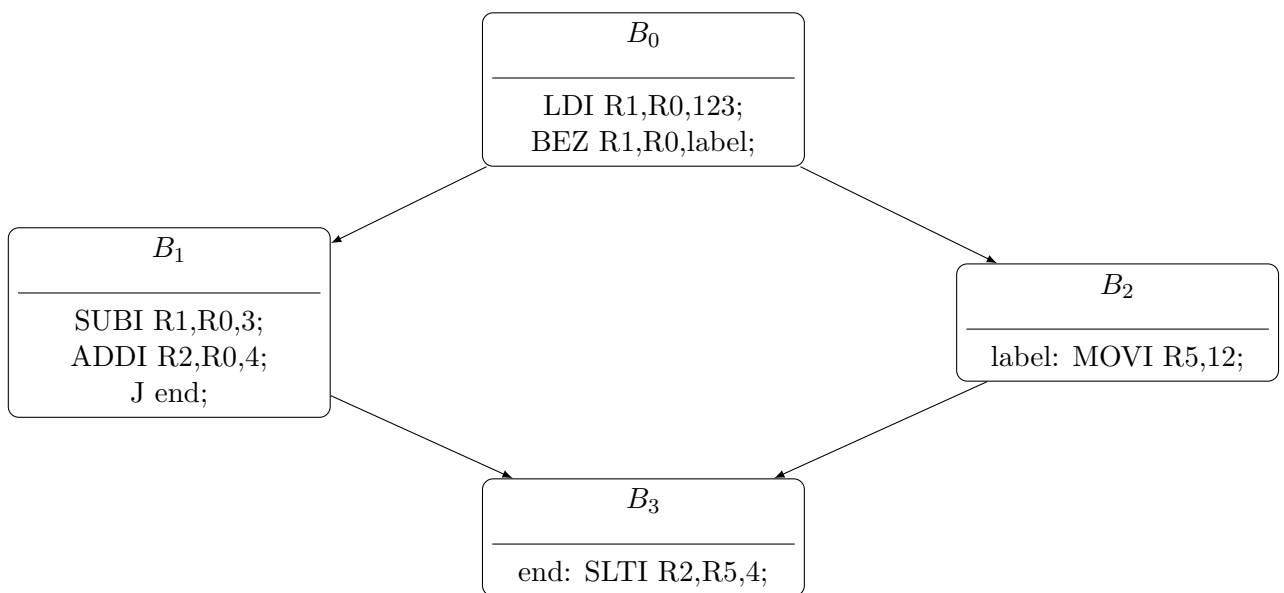 B₀
LDI R1,R0,123;
BEZ R1,R0,label;
B₁
SUBI R1,R0,3;
ADDI R2,R0,4;
J end;
B₂
label: MOVI R5,12;
B₃
end: SLTI R2,R5,4;